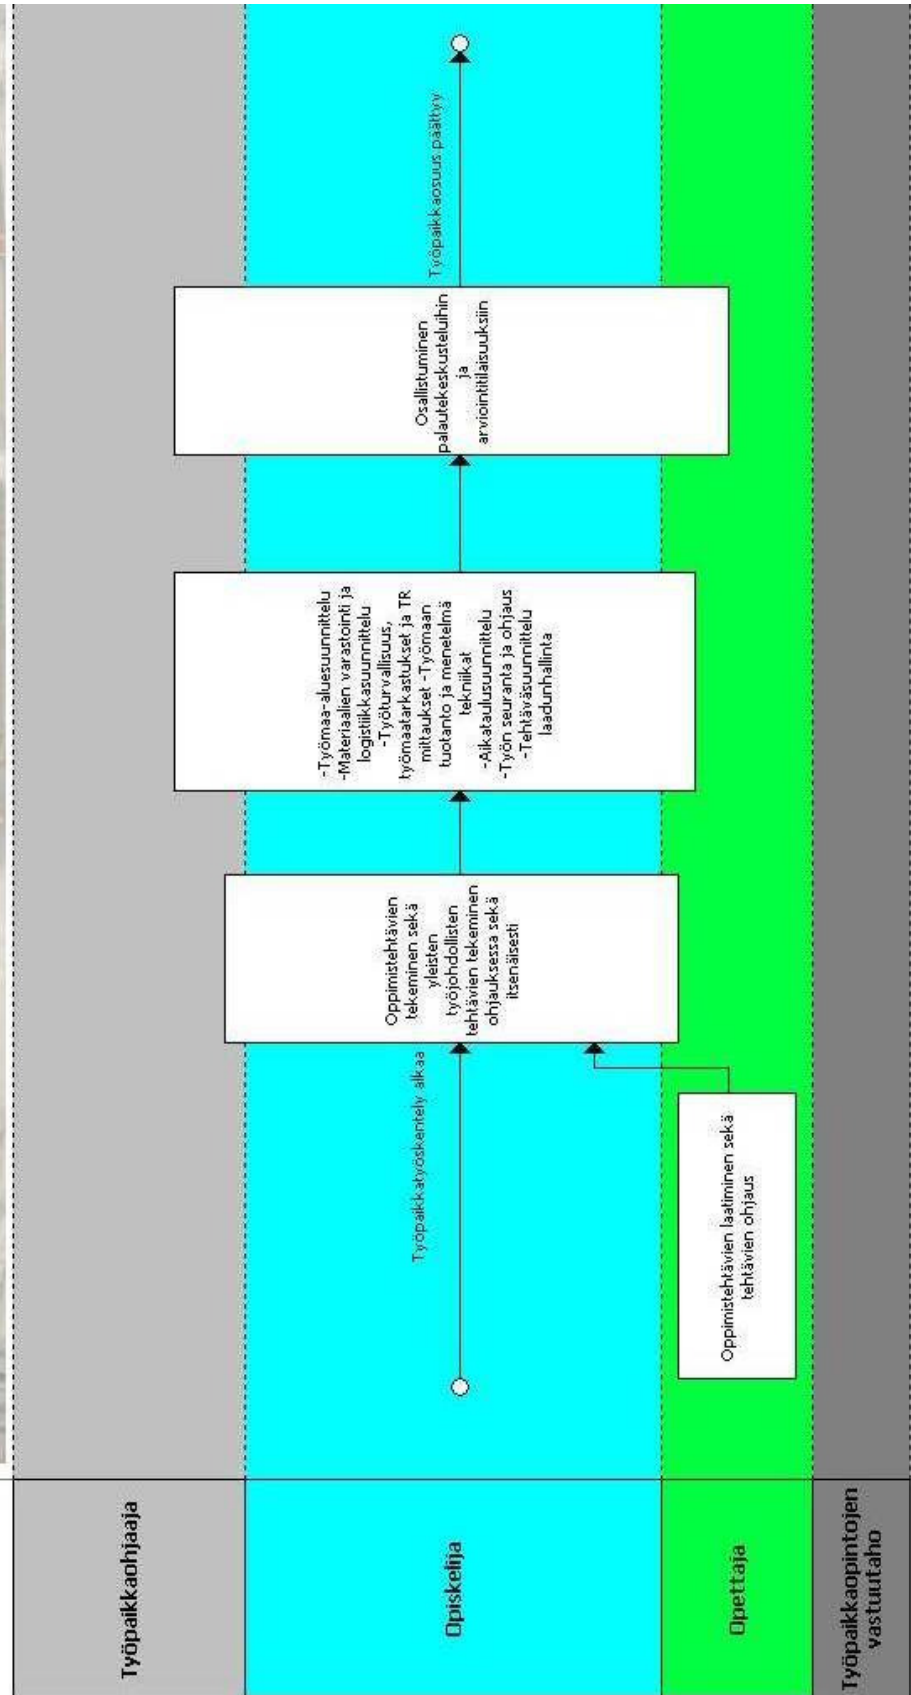 Työpaikkaohjaaja
Opiskelija
Opettaja
Työpaikkaopintojen
vastuutaho
Työpaikkatyöskentely alkaa
Oppimistehtävien laatiminen sekä
tehtävien ohjaus
Oppimistehtävien
tekeminen sekä
yleisten
työjohdollisten
tehtävien tekeminen
ohjauksessa sekä
itsenäisesti
-Työmaa-aluesuunnittelu
-Materiaalien varastointi ja
logistiikkasuunnittelu
-Työturvallisuus,
työmaatarkastukset ja TR
mittaukset -Työmaan
tuotanto ja menetelmä
tekniikat
-Aikataulusuunnittelu
-Työn seuranta ja ohjaus
-Tehtäväsuunnittelu
laadunhallinta
Osallistuminen
palautekeskusteluihin
ja
arviointitilaisuuksiin
Työpaikkaosuus päättyy